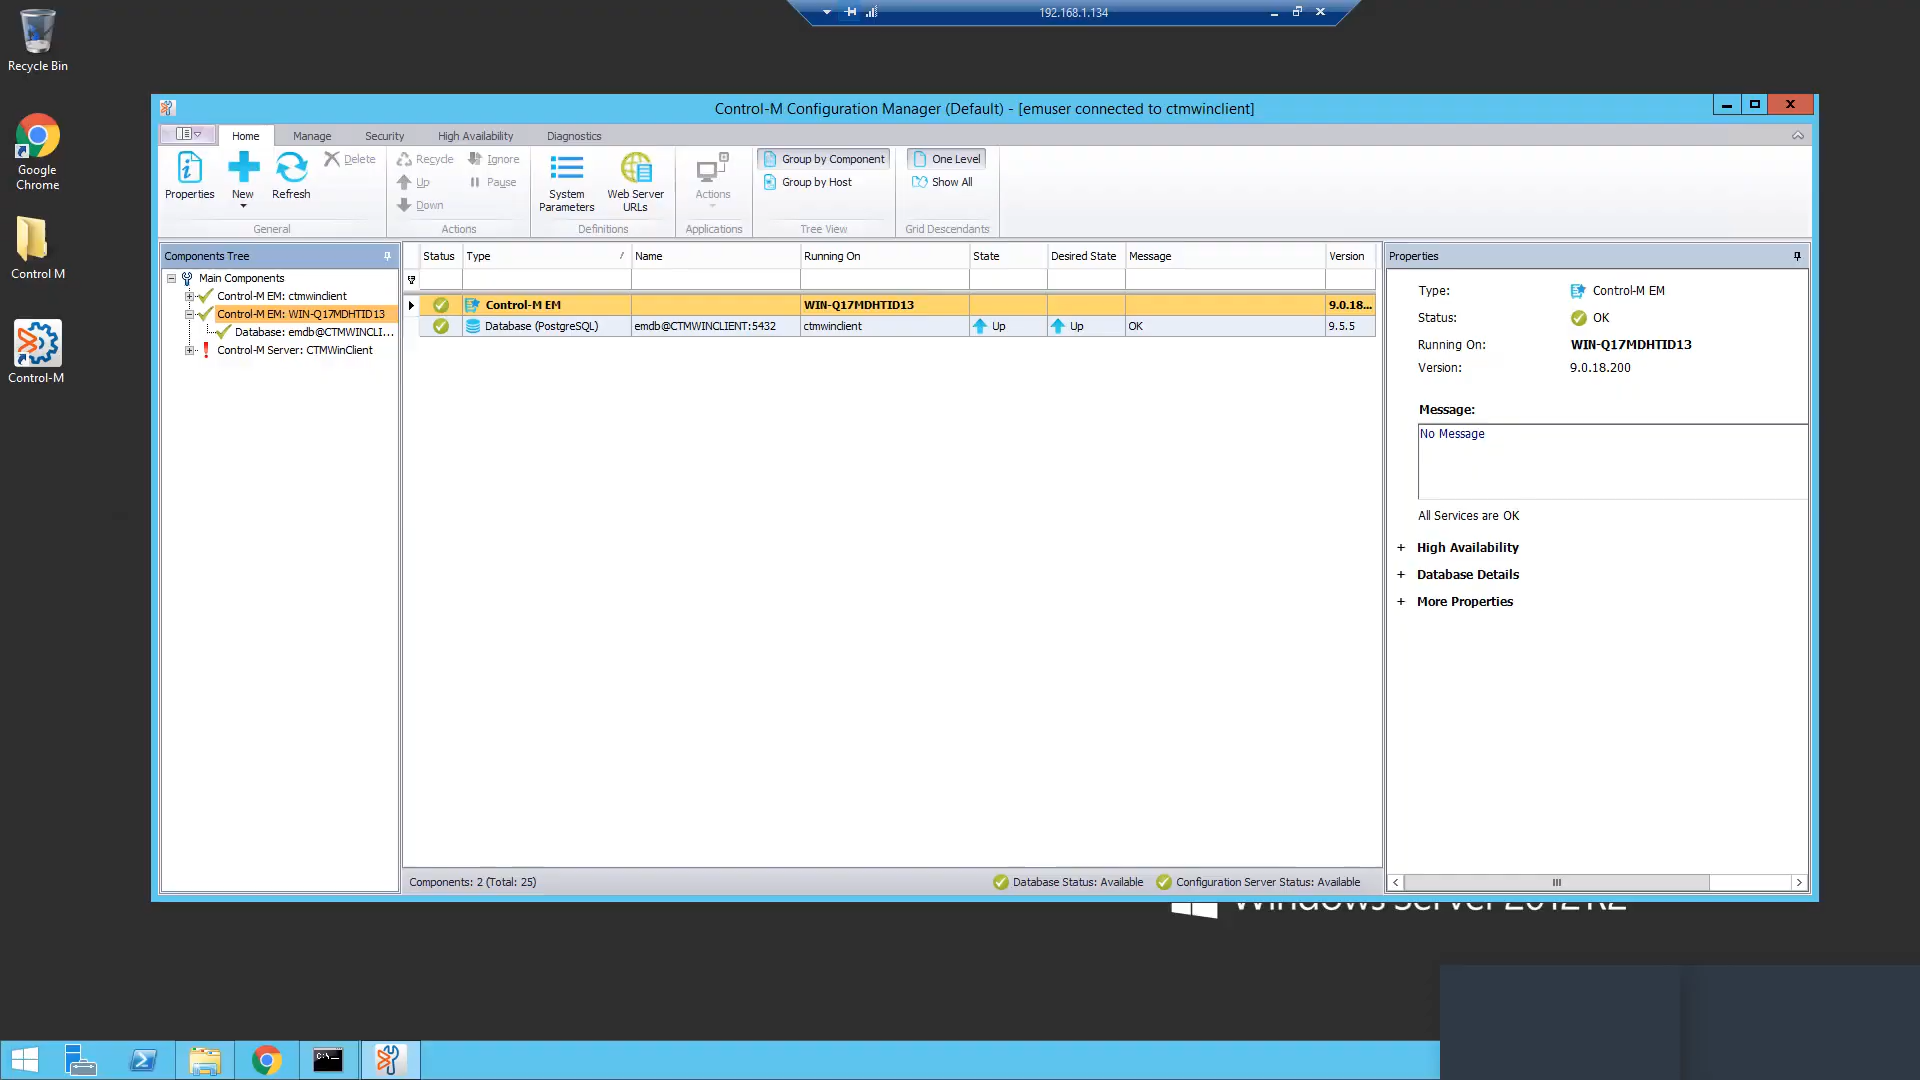 192.168.1.134
Recycle Bin
Google
Chrome
Control M
Control-M
Control-M Configuration Manager (Default) - [emuser connected to ctmwinclient]
Home
Manage
Security
High Availability
Diagnostics
Properties
New
Refresh
Delete
General
Recycle
Up
Down
Ignore
Pause
Actions
System
Parameters
Web Server
URLs
Definitions
Actions
Applications
Group by Component
Group by Host
Tree View
One Level
Show All
Grid Descendants
Components Tree
Main Components
Control-M EM: ctmwinclient
Control-M EM: WIN-Q17MDHTID13
Database: emdb@CTMWINCLI...
Control-M Server: CTMWinClient
Status Type Name Running On State Desired State Message Version
Control-M EM WIN-Q17MDHTID13 9.0.18...
Database (PostgreSQL) emdb@CTMWINCLIENT:5432 ctmwinclient Up Up OK 9.5.5
Components: 2 (Total: 25)
Database Status: Available
Configuration Server Status: Available
Properties
Type: Control-M EM
Status: OK
Running On: WIN-Q17MDHTID13
Version: 9.0.18.200
Message:
No Message
All Services are OK
+ High Availability
+ Database Details
+ More Properties
Windows Server 2012 R2